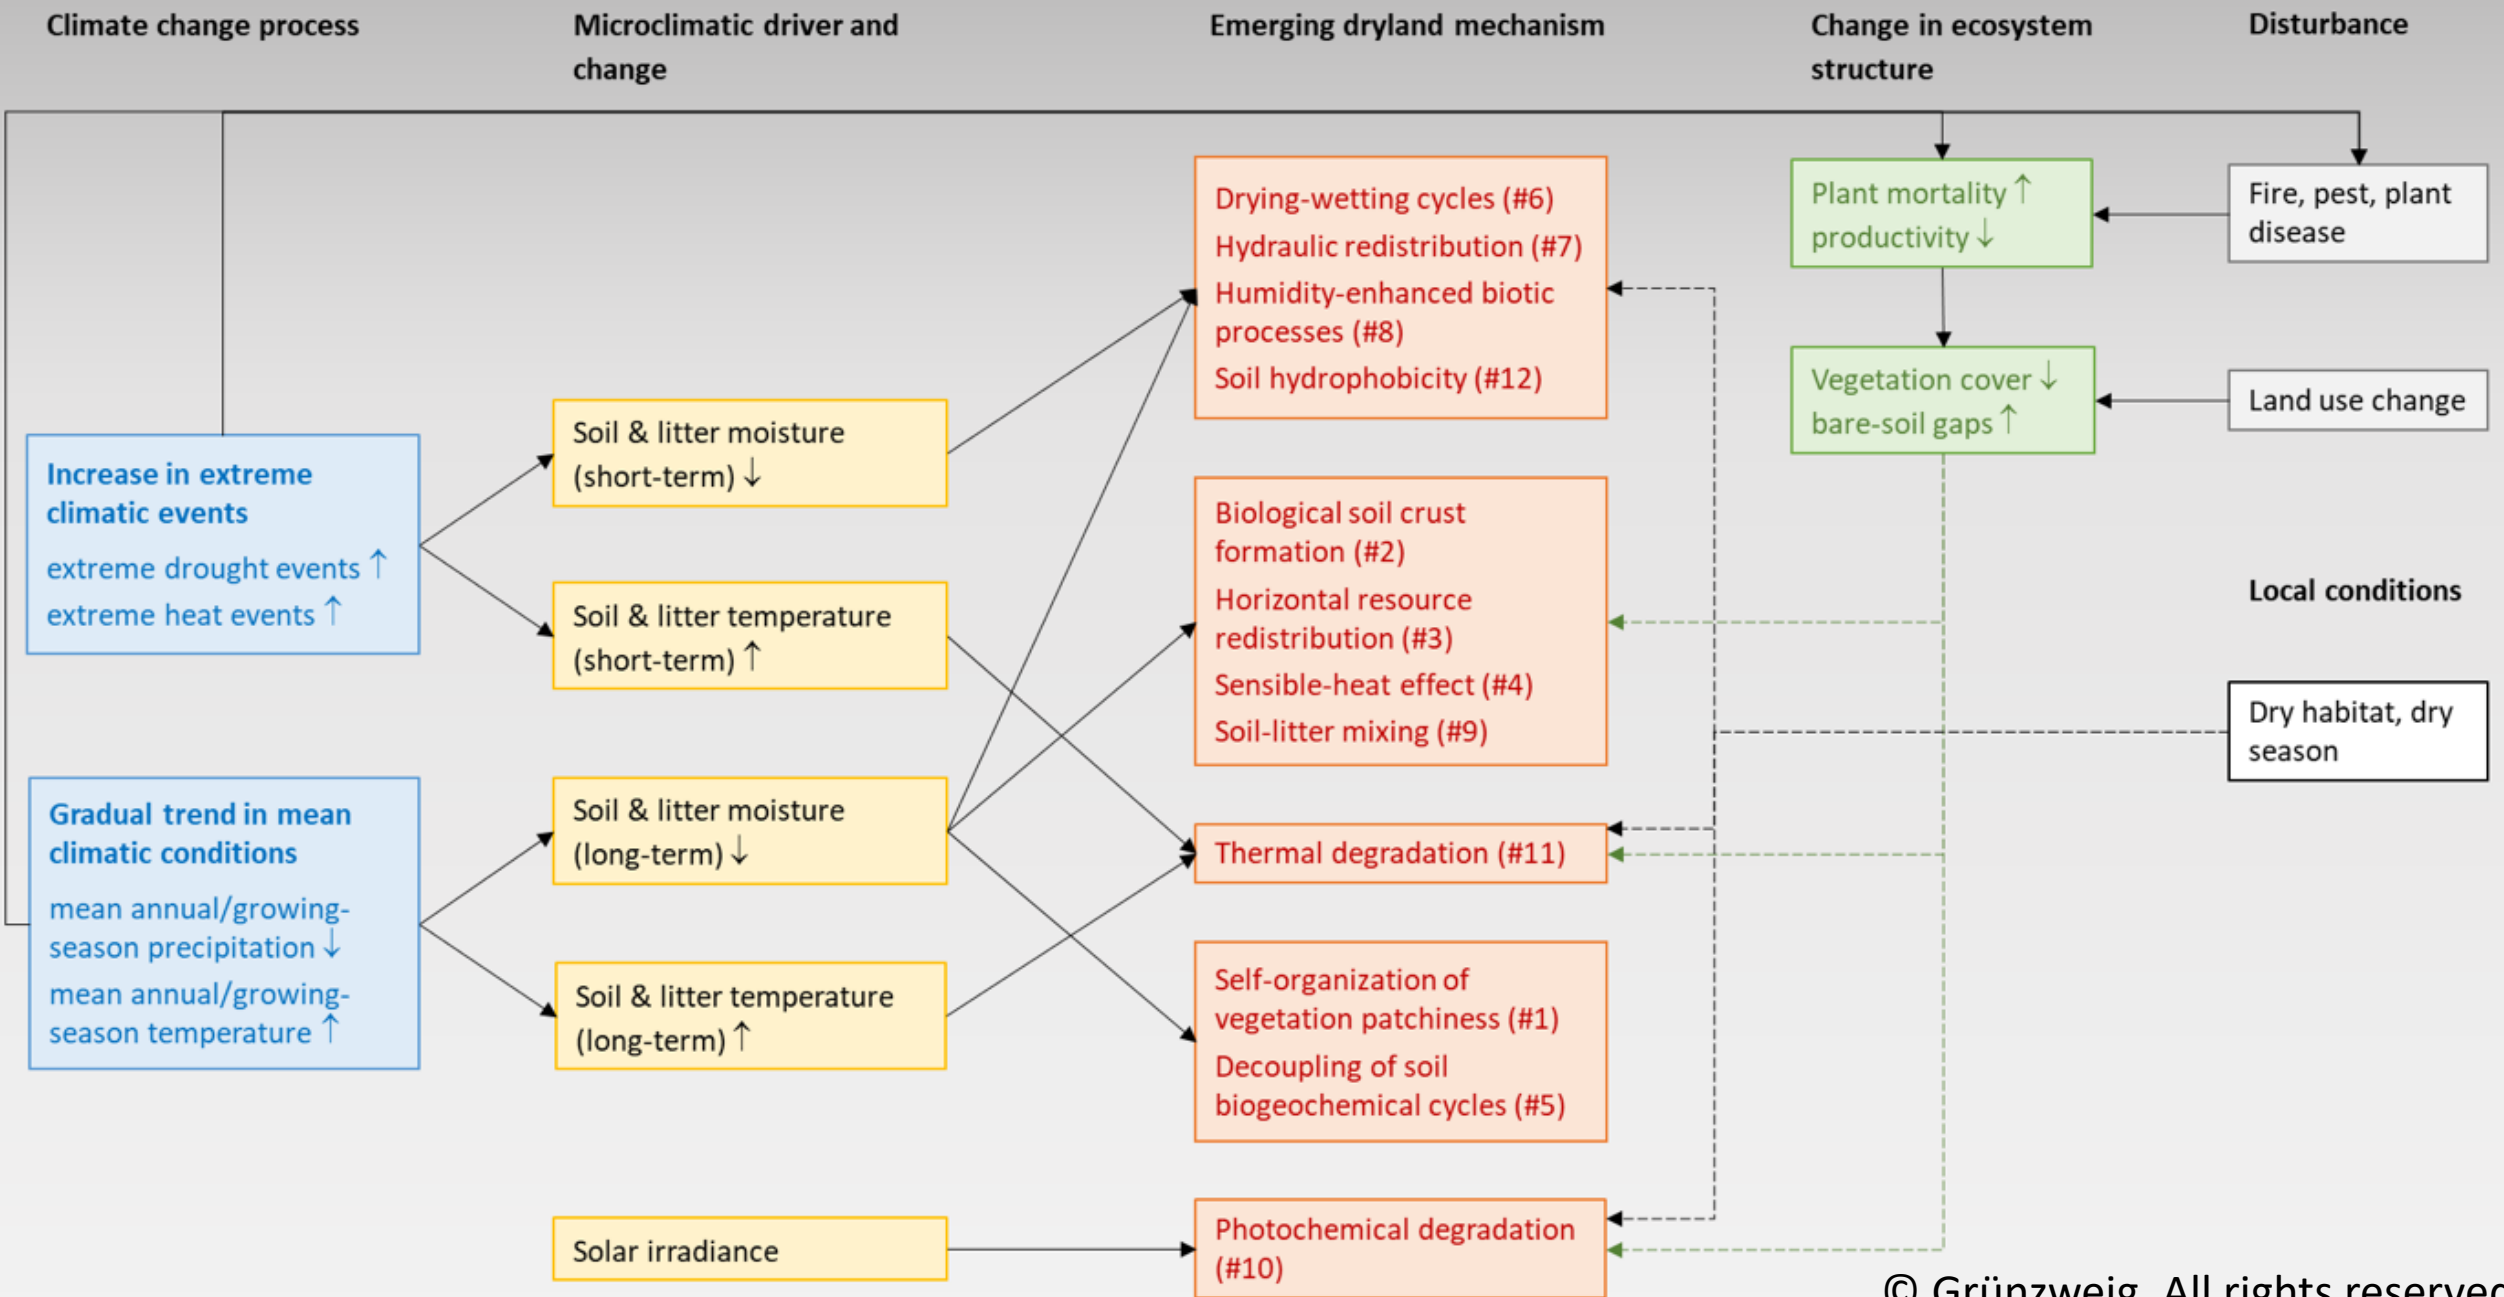 Climate change process
Microclimatic driver and
change
Emerging dryland mechanism
Change in ecosystem
structure
Disturbance
Increase in extreme
climatic events
extreme drought events ↑
extreme heat events ↑
Gradual trend in mean
climatic conditions
mean annual/growing-
season precipitation ↓
mean annual/growing-
season temperature ↑
Soil & litter moisture
(short-term) ↓
Soil & litter temperature
(short-term) ↑
Soil & litter moisture
(long-term) ↓
Soil & litter temperature
(long-term) ↑
Solar irradiance
Drying-wetting cycles (#6)
Hydraulic redistribution (#7)
Humidity-enhanced biotic
processes (#8)
Soil hydrophobicity (#12)
Biological soil crust
formation (#2)
Horizontal resource
redistribution (#3)
Sensible-heat effect (#4)
Soil-litter mixing (#9)
Thermal degradation (#11)
Self-organization of
vegetation patchiness (#1)
Decoupling of soil
biogeochemical cycles (#5)
Photochemical degradation
(#10)
Plant mortality ↑
productivity ↓
Vegetation cover ↓
bare-soil gaps ↑
Fire, pest, plant
disease
Land use change
Local conditions
Dry habitat, dry
season
© Grünzweig. All rights reserved